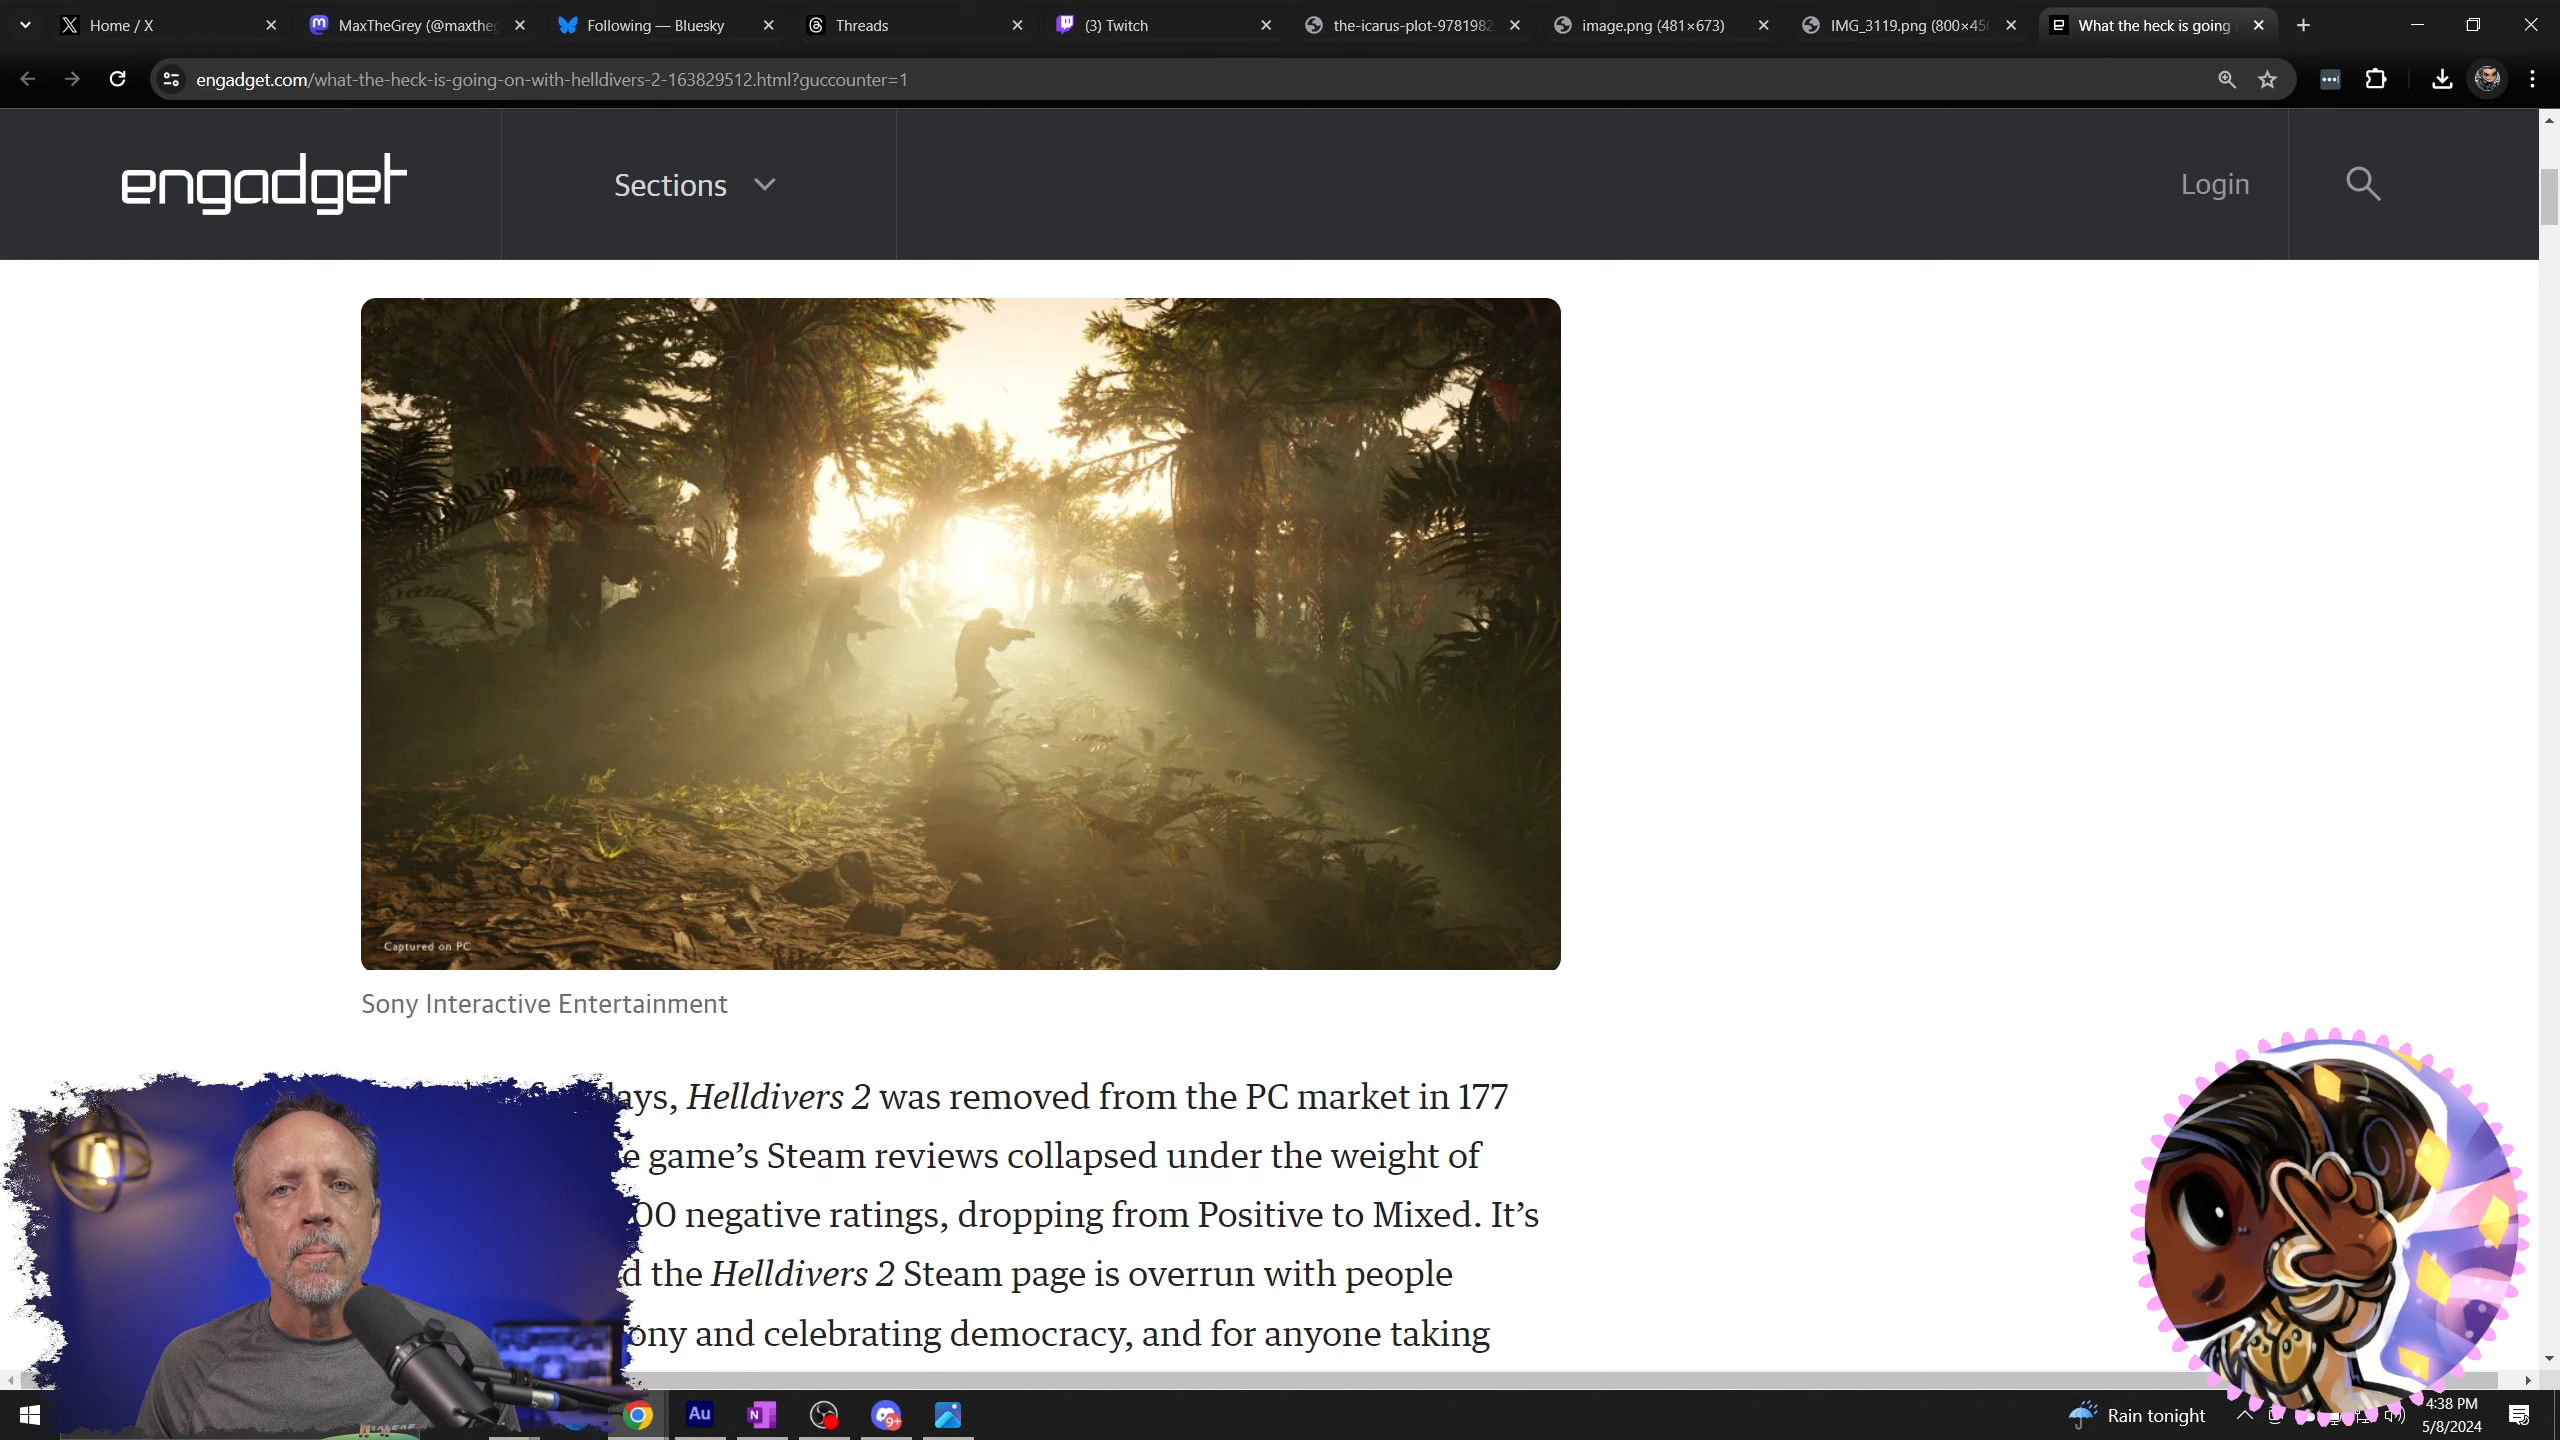 Home / X
MaxTheGrey (@maxtheg
Following — Bluesky
Threads
(3) Twitch
the-icarus-plot-9781982
image.png (481×673)
IMG_3119.png (800×45
What the heck is going
engadget.com/what-the-heck-is-going-on-with-helldivers-2-163829512.html?guccounter=1
engadget
Sections
Login
Captured on PC
Sony Interactive Entertainment
days, Helldivers 2 was removed from the PC market in 177
game’s Steam reviews collapsed under the weight of
00 negative ratings, dropping from Positive to Mixed. It’s
the Helldivers 2 Steam page is overrun with people
ony and celebrating democracy, and for anyone taking
Au
N
9+
Rain tonight
4:38 PM
5/8/2024